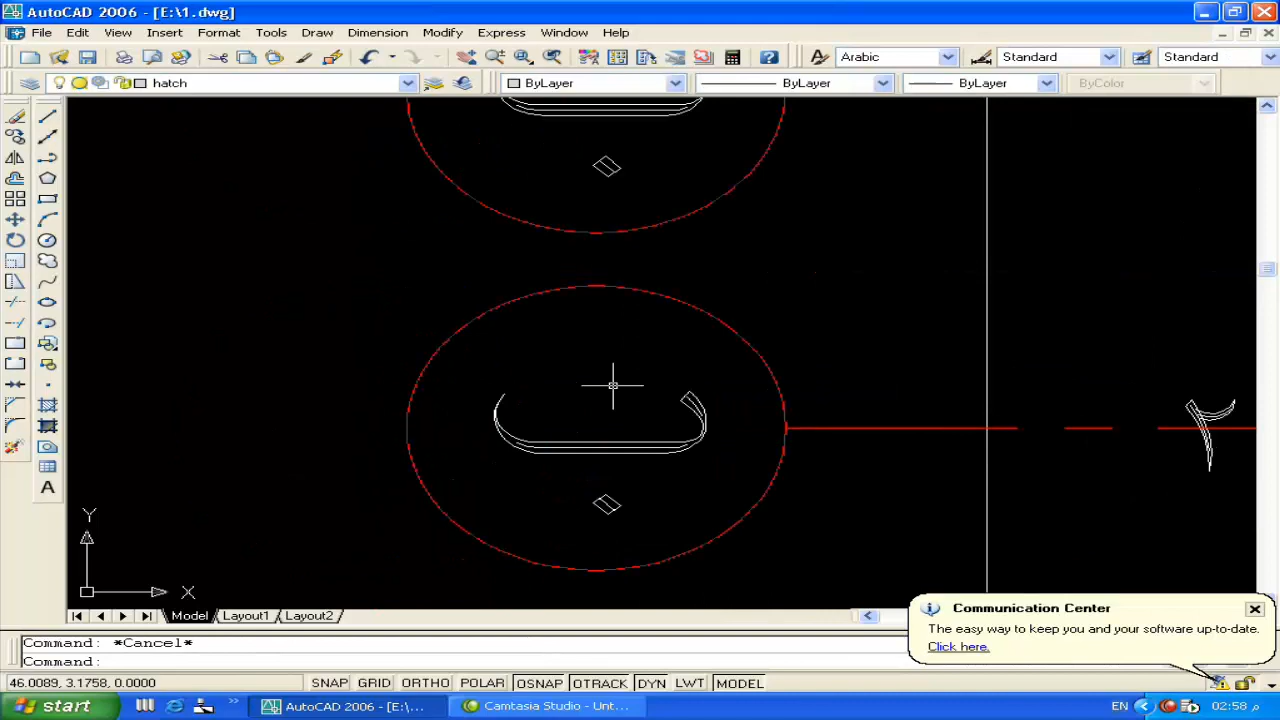 AutoCAD 2006 - [E:\1.dwg]
File Edit View Insert Format Tools Draw Dimension Modify Express Window Help
Arabic Standard Standard
hatch ByLayer ByLayer ByLayer ByColor
ب
٢
Y
X
Model Layout1 Layout2
Communication Center
The easy way to keep you and your software up-to-date.
Click here.
Command: *Cancel*
Command:
46.0089, 3.1758, 0.0000 SNAP GRID ORTHO POLAR OSNAP OTRACK DYN LWT MODEL
start AutoCAD 2006 - [E:\... Camtasia Studio - Unt... EN 02:58 م